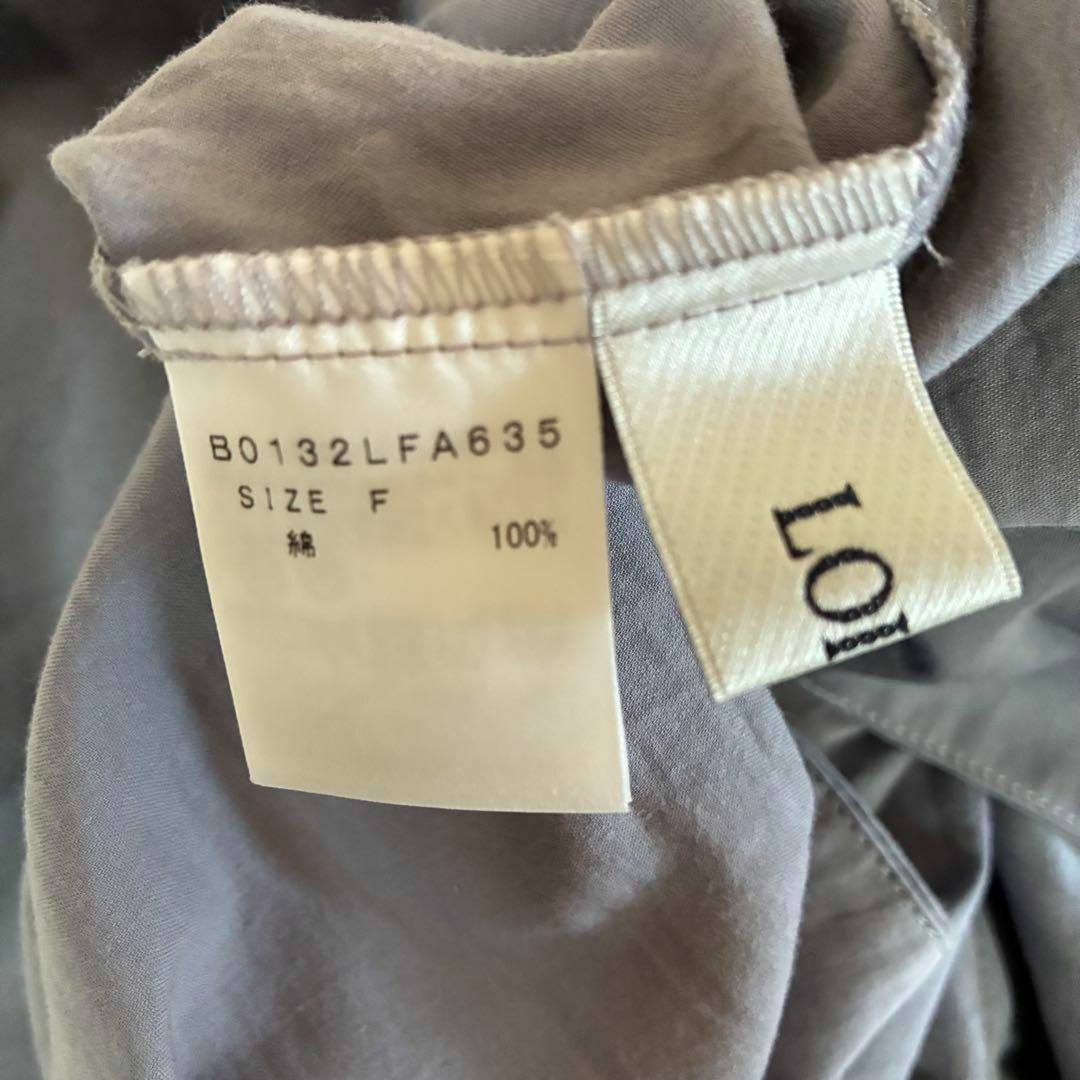 B0132LFA635
SIZE F
綿 100%
LO